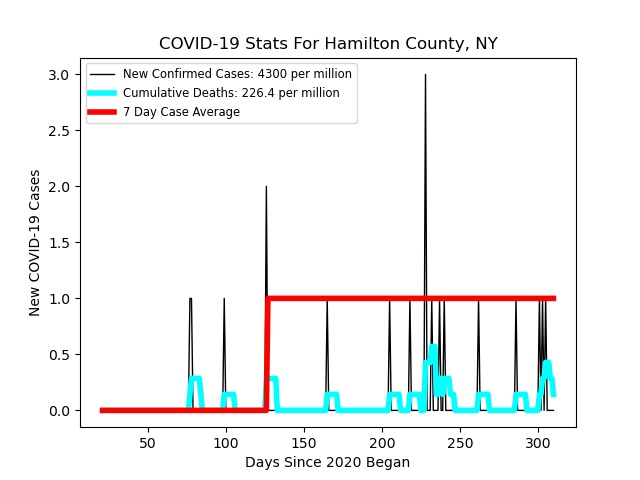 COVID-19 Stats For Hamilton County, NY
New Confirmed Cases: 4300 per million
Cumulative Deaths: 226.4 per million
7 Day Case Average
3.0
2.5
2.0
1.5
1.0
0.5
0.0
New COVID-19 Cases
50 100 150 200 250 300
Days Since 2020 Began